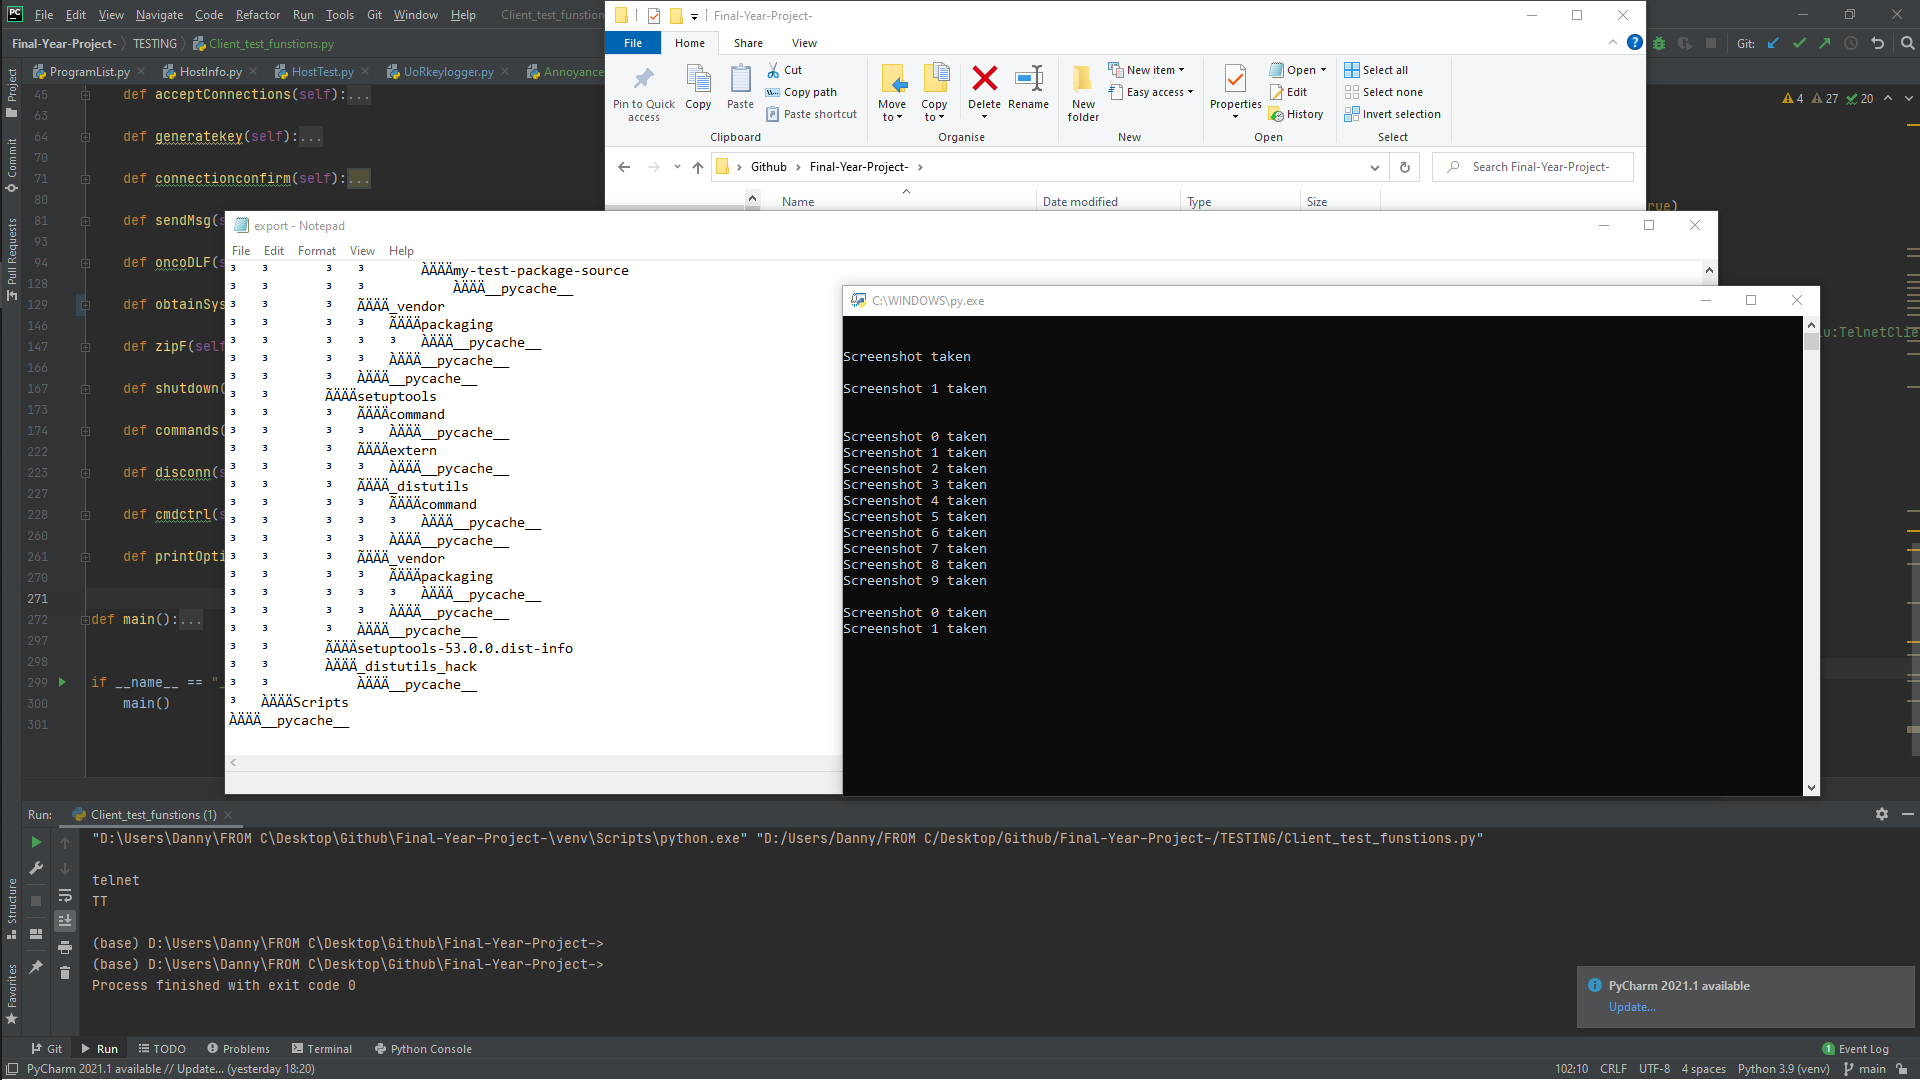 File Edit View Navigate Code Refactor Run Tools Git Window Help Client_test_funstion
Final-Year-Project- TESTING Client_test_funstions.py
ProgramList.py HostInfo.py HostTest.py UoRkeylogger.py Annoyance
45 def acceptConnections(self):...
63
64 def generatekey(self):...
70
71 def connectionconfirm(self):...
80
81 def sendMsg(s
93
94 def oncoDLF(s
128
129 def obtainSys
146
147 def zipF(self
166
167 def shutdown(
173
174 def commands(
222
223 def disconn(s
227
228 def cmdctrl(s
260
261 def printOpti
270
271
272 def main():...
297
298
299 if __name__ == "_
300 main()
301
Project
Commit
Pull Requests
Structure
Favorites
Final-Year-Project-
File Home Share View
Pin to Quick access
Copy
Paste
Cut
Copy path
Paste shortcut
Clipboard
Move to
Copy to
Delete
Rename
Organise
New folder
New item
Easy access
New
Properties
Open
Edit
History
Open
Select all
Select none
Invert selection
Select
Github Final-Year-Project-
Search Final-Year-Project-
Name Date modified Type Size
Git:
4 27 20
rue)
lu:TelnetClie
export - Notepad
File Edit Format View Help
³ ³ ³ ³ ÀÄÄÄmy-test-package-source
³ ³ ³ ³ ÀÄÄÄ__pycache__
³ ³ ³ ÃÄÄÄ_vendor
³ ³ ³ ³ ÃÄÄÄpackaging
³ ³ ³ ³ ³ ÀÄÄÄ__pycache__
³ ³ ³ ³ ÀÄÄÄ__pycache__
³ ³ ³ ÀÄÄÄ__pycache__
³ ³ ÃÄÄÄsetuptools
³ ³ ³ ÃÄÄÄcommand
³ ³ ³ ³ ÀÄÄÄ__pycache__
³ ³ ³ ÃÄÄÄextern
³ ³ ³ ³ ÀÄÄÄ__pycache__
³ ³ ³ ÃÄÄÄ_distutils
³ ³ ³ ³ ÃÄÄÄcommand
³ ³ ³ ³ ³ ÀÄÄÄ__pycache__
³ ³ ³ ³ ÀÄÄÄ__pycache__
³ ³ ³ ÃÄÄÄ_vendor
³ ³ ³ ³ ÃÄÄÄpackaging
³ ³ ³ ³ ³ ÀÄÄÄ__pycache__
³ ³ ³ ³ ÀÄÄÄ__pycache__
³ ³ ³ ÀÄÄÄ__pycache__
³ ³ ÃÄÄÄsetuptools-53.0.0.dist-info
³ ³ ÀÄÄÄ_distutils_hack
³ ³ ÀÄÄÄ__pycache__
³ ÀÄÄÄScripts
ÀÄÄÄ__pycache__
C:\WINDOWS\py.exe
Screenshot taken
Screenshot 1 taken
Screenshot 0 taken
Screenshot 1 taken
Screenshot 2 taken
Screenshot 3 taken
Screenshot 4 taken
Screenshot 5 taken
Screenshot 6 taken
Screenshot 7 taken
Screenshot 8 taken
Screenshot 9 taken
Screenshot 0 taken
Screenshot 1 taken
Run: Client_test_funstions (1)
"D:\Users\Danny\FROM C\Desktop\Github\Final-Year-Project-\venv\Scripts\python.exe" "D:/Users/Danny/FROM C/Desktop/Github/Final-Year-Project-/TESTING/Client_test_funstions.py"
telnet
TT
(base) D:\Users\Danny\FROM C\Desktop\Github\Final-Year-Project->
(base) D:\Users\Danny\FROM C\Desktop\Github\Final-Year-Project->
Process finished with exit code 0
PyCharm 2021.1 available
Update...
Git Run TODO Problems Terminal Python Console
1 Event Log
PyCharm 2021.1 available // Update... (yesterday 18:20)
102:10 CRLF UTF-8 4 spaces Python 3.9 (venv) main